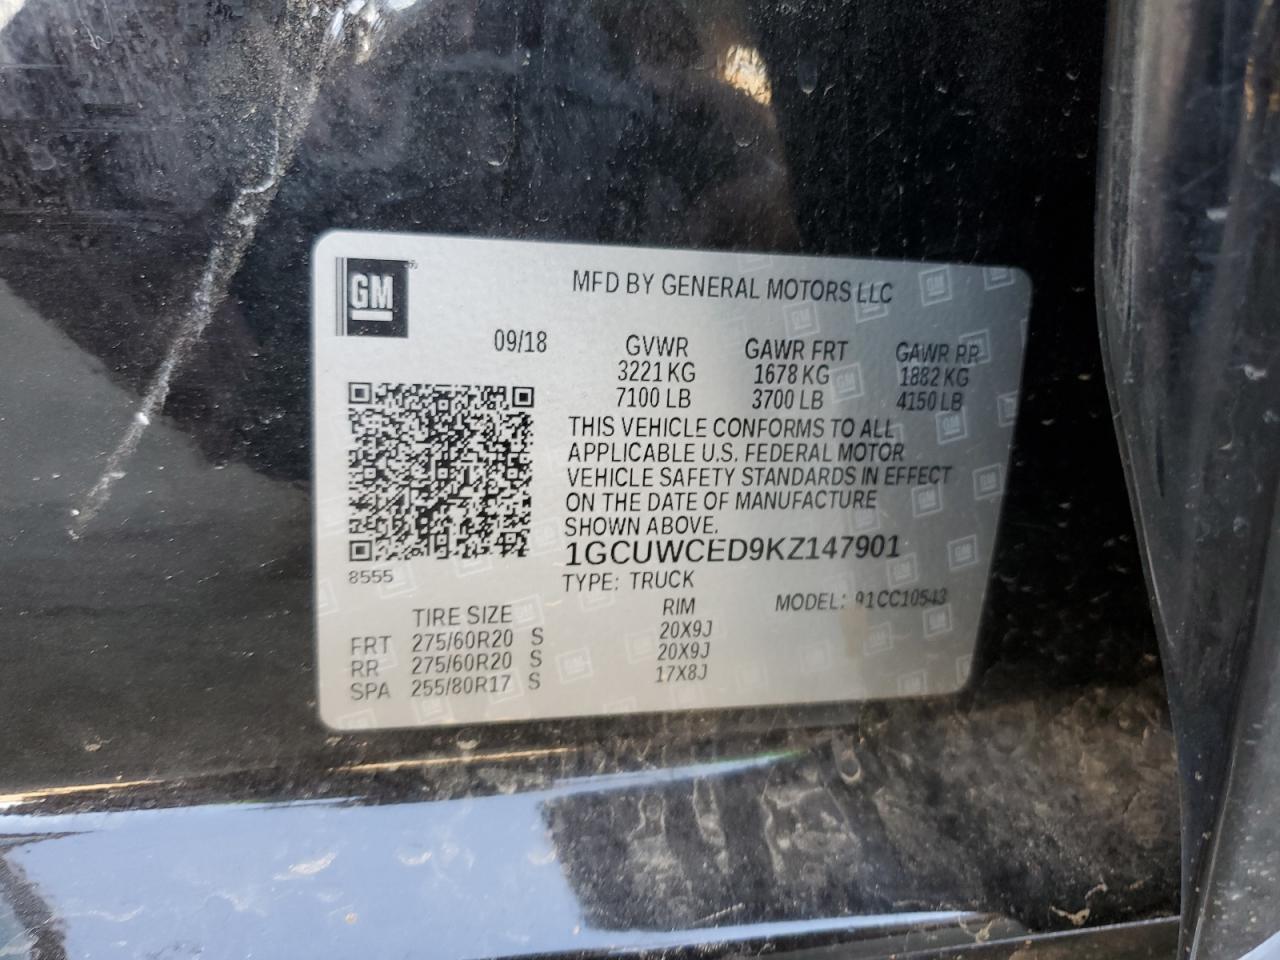 GM
MFD BY GENERAL MOTORS LLC
09/18 GVWR GAWR FRT GAWR RR
3221 KG 1678 KG 1882 KG
7100 LB 3700 LB 4150 LB
THIS VEHICLE CONFORMS TO ALL
APPLICABLE U.S. FEDERAL MOTOR
VEHICLE SAFETY STANDARDS IN EFFECT
ON THE DATE OF MANUFACTURE
SHOWN ABOVE.
1GCUWCED9KZ147901
8555
TYPE: TRUCK
MODEL: 91CC10543
TIRE SIZE RIM
FRT 275/60R20 S 20X9J
RR 275/60R20 S 20X9J
SPA 255/80R17 S 17X8J